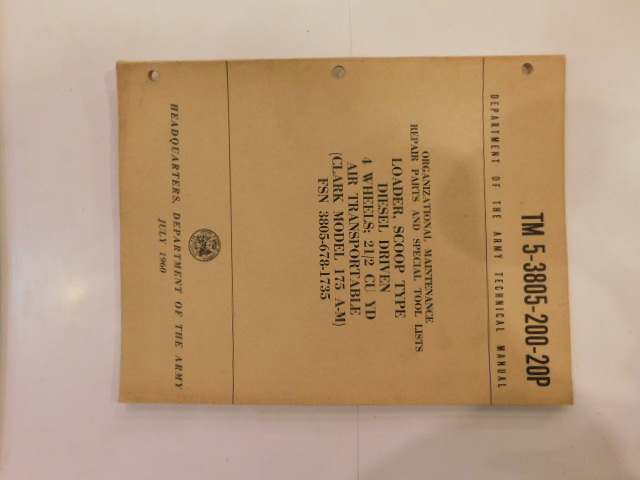 TM 5-3805-200-20P
DEPARTMENT OF THE ARMY TECHNICAL MANUAL
ORGANIZATIONAL MAINTENANCE
REPAIR PARTS AND SPECIAL TOOL LISTS
LOADER, SCOOP TYPE
DIESEL DRIVEN
4 WHEELS; 21/2 CU YD
AIR TRANSPORTABLE
(CLARK MODEL 175 A-M)
FSN 3805-678-1735
HEADQUARTERS, DEPARTMENT OF THE ARMY
JULY 1960